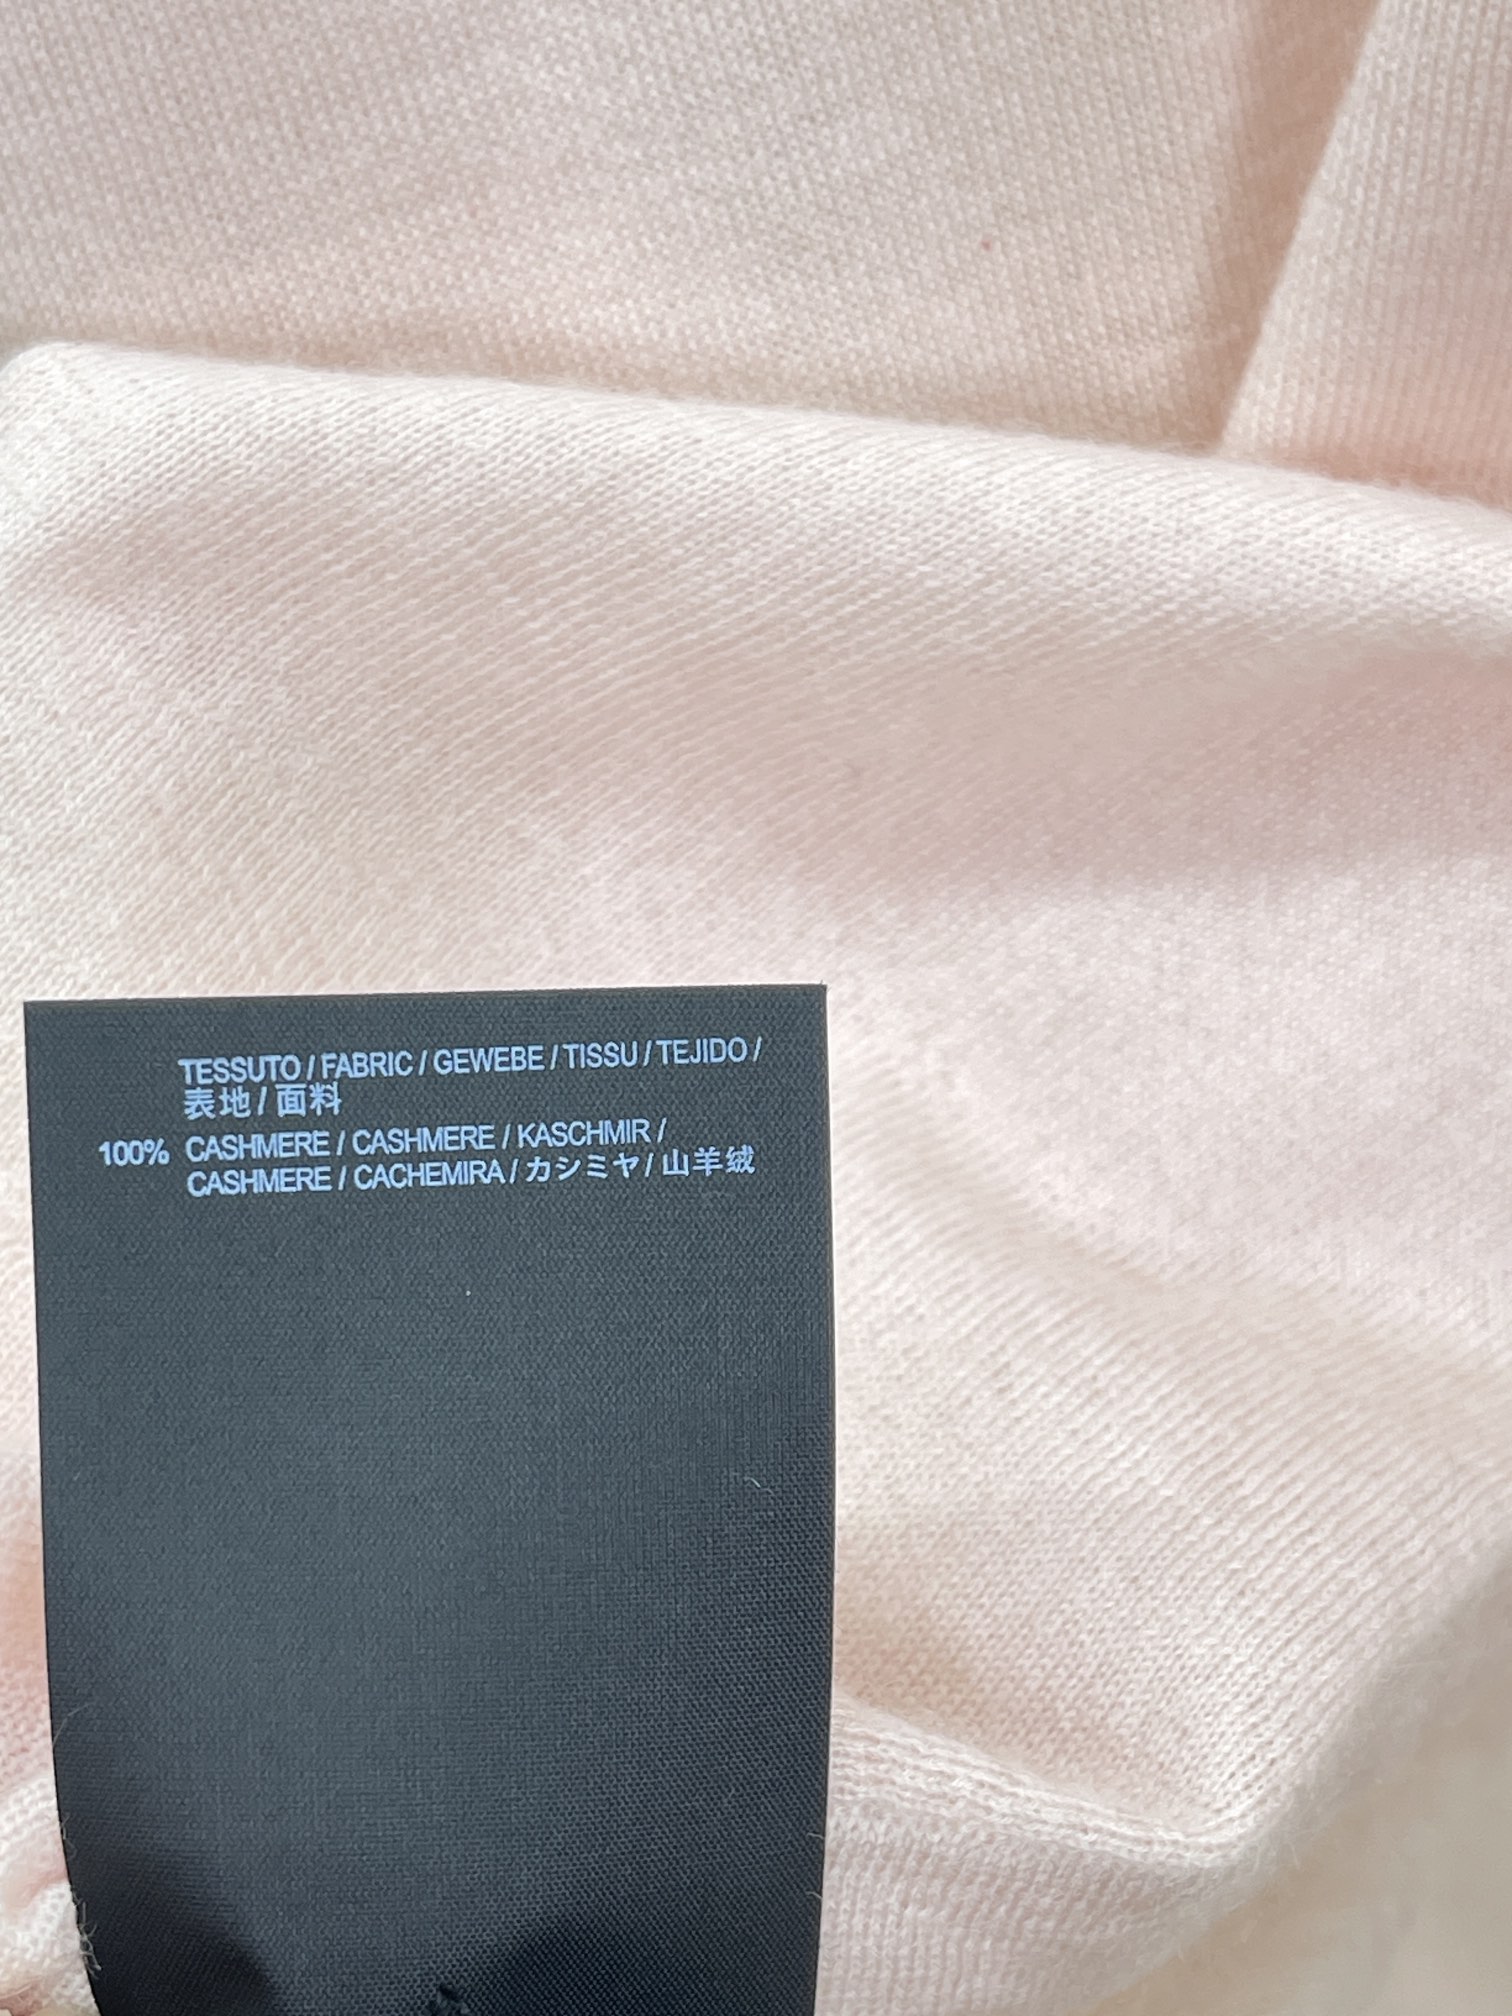 TESSUTO / FABRIC / GEWEBE / TISSU / TEJIDO /
表地 / 面料
100% CASHMERE / CASHMERE / KASCHMIR /
CASHMERE / CACHEMIRA / カシミヤ / 山羊绒